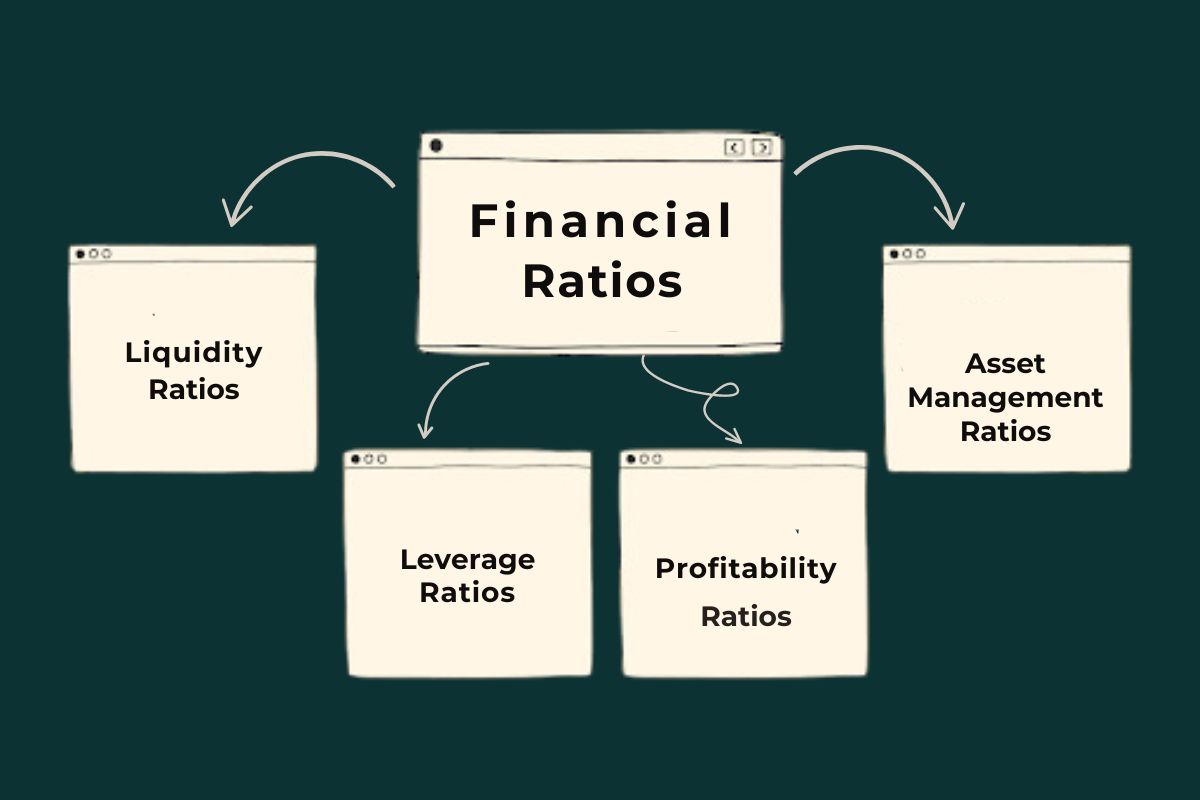 Financial
Ratios
Liquidity
Ratios
Leverage
Ratios
Profitability
Ratios
Asset
Management
Ratios